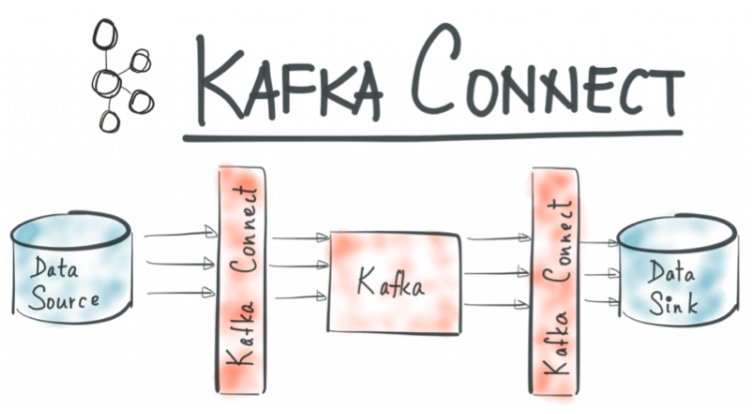 KAFKA CONNECT
Data
Source
Kafka Connect
Kafka
Kafka Connect
Data
Sink